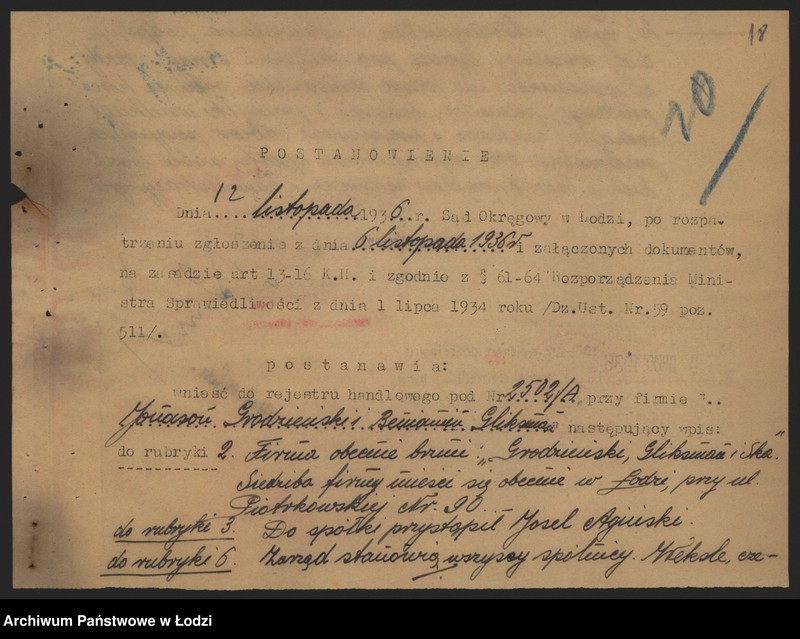 18
20/
POSTANOWIENIE
Dnia 12 listopada 1936 r. Sąd Okręgowy w Łodzi, po rozpa-
trzeniu zgłoszenia z dnia 6 listopada 1936 r i załączonych dokumentów,
na zasadzie art 13-16 K.H. i zgodnie z § 61-64 Rozporządzenia Mini-
stra Sprawiedliwości z dnia 1 lipca 1934 roku /Dz.Ust. Nr.59 poz.
511/.
postanawia:
wnieść do rejestru handlowego pod Nr 2502/A przy firmie "..
Jonason Grodzieński i Beniamin Gliksman" następujący wpis:
do rubryki 2. Firma obecnie brzmi: „Grodzieński, Gliksman i Ska."
Siedziba firmy mieści się obecnie w Łodzi, przy ul.
Piotrkowskiej Nr. 90
do rubryki 3. Do spółki przystąpił Josel Agiński.
do rubryki 6. Zarząd stanowią wszyscy spólnicy. Weksle, cze-
Archiwum Państwowe w Łodzi